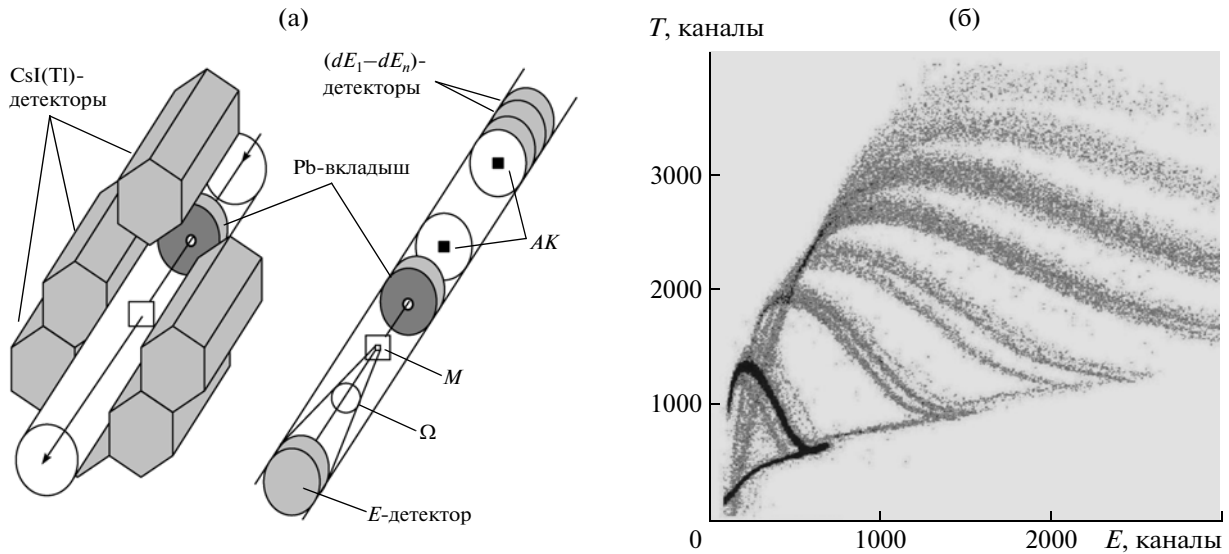 (а)
CsI(Tl)-
детекторы
(dE₁–dEₙ)-
детекторы
Pb-вкладыш
AK
M
Ω
E-детектор
(б)
T, каналы
3000
2000
1000
0
1000
2000
E, каналы